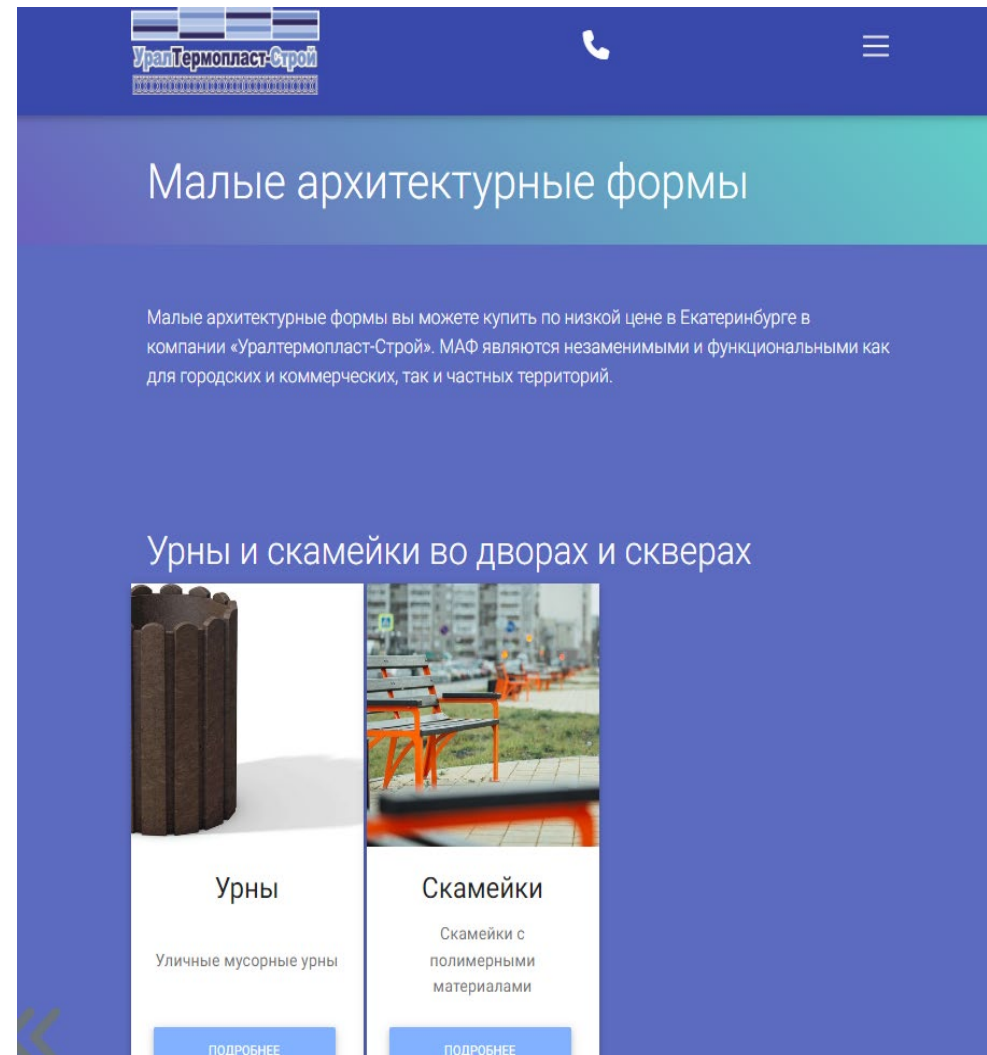 УралТермопласт-Строй
Малые архитектурные формы
Малые архитектурные формы вы можете купить по низкой цене в Екатеринбурге в
компании «Уралтермопласт-Строй». МАФ являются незаменимыми и функциональными как
для городских и коммерческих, так и частных территорий.
Урны и скамейки во дворах и скверах
Урны
Уличные мусорные урны
ПОДРОБНЕЕ
Скамейки
Скамейки с
полимерными
материалами
ПОДРОБНЕЕ